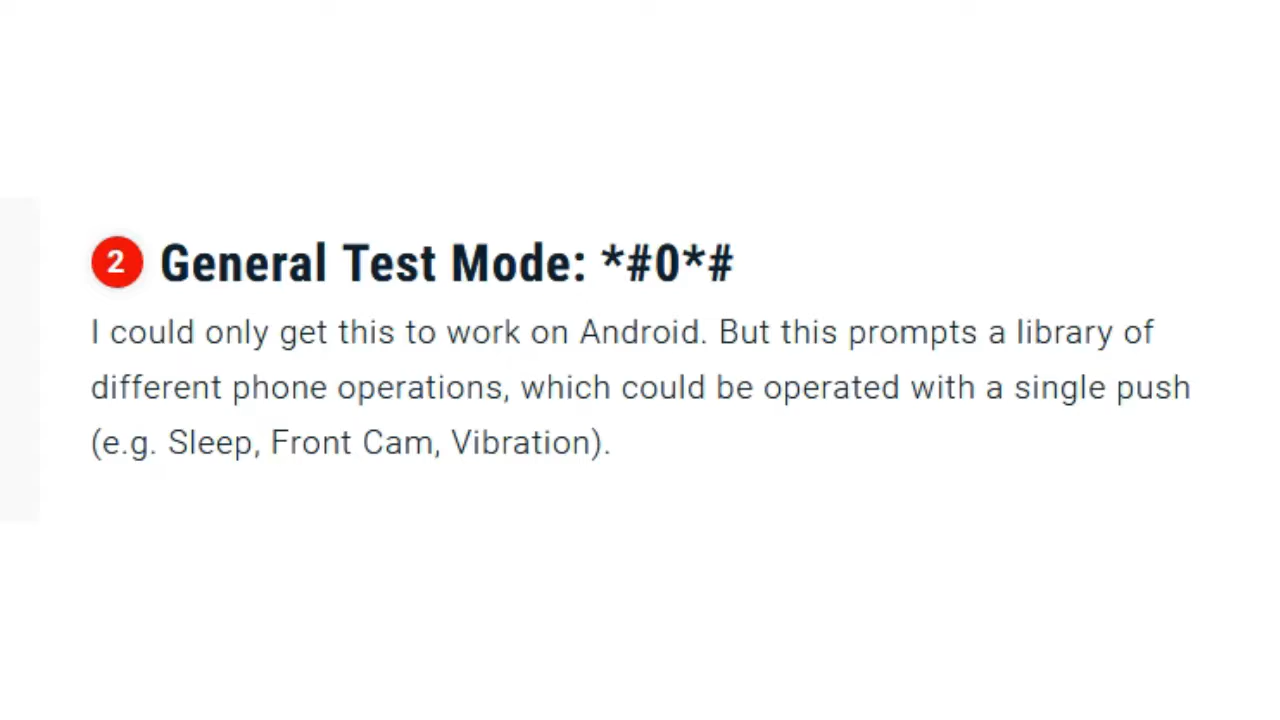 2 General Test Mode: *#0*#
I could only get this to work on Android. But this prompts a library of
different phone operations, which could be operated with a single push
(e.g. Sleep, Front Cam, Vibration).